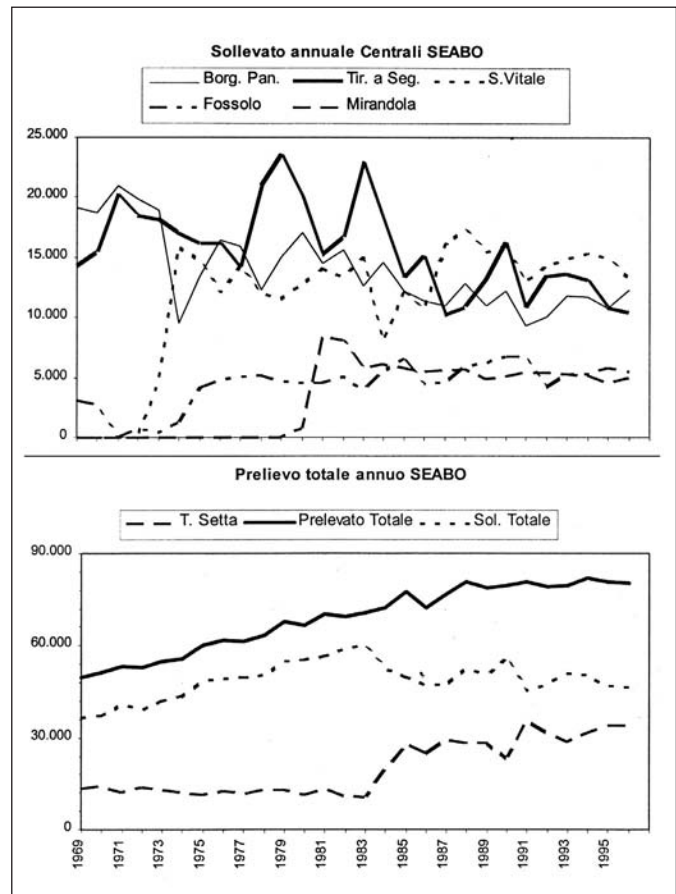 Sollevato annuale Centrali SEABO
Borg. Pan. Tir. a Seg. S.Vitale
Fossolo Mirandola
25.000
20.000
15.000
10.000
5.000
0
Prelievo totale annuo SEABO
T. Setta Prelevato Totale Sol. Totale
90.000
60.000
30.000
0
1969 1971 1973 1975 1977 1979 1981 1983 1985 1987 1989 1991 1993 1995